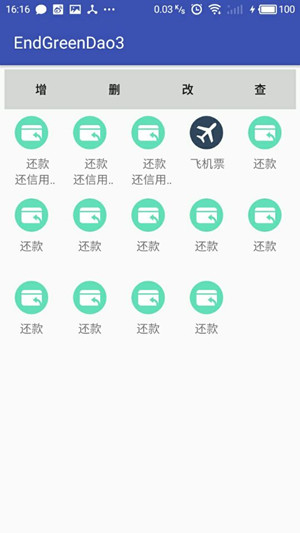 16:16 0.03 K/s 100
EndGreenDao3
增 删 改 查
还款 还款 还款 飞机票 还款
还信用.. 还信用.. 还信用..
还款 还款 还款 还款 还款
还款 还款 还款 还款